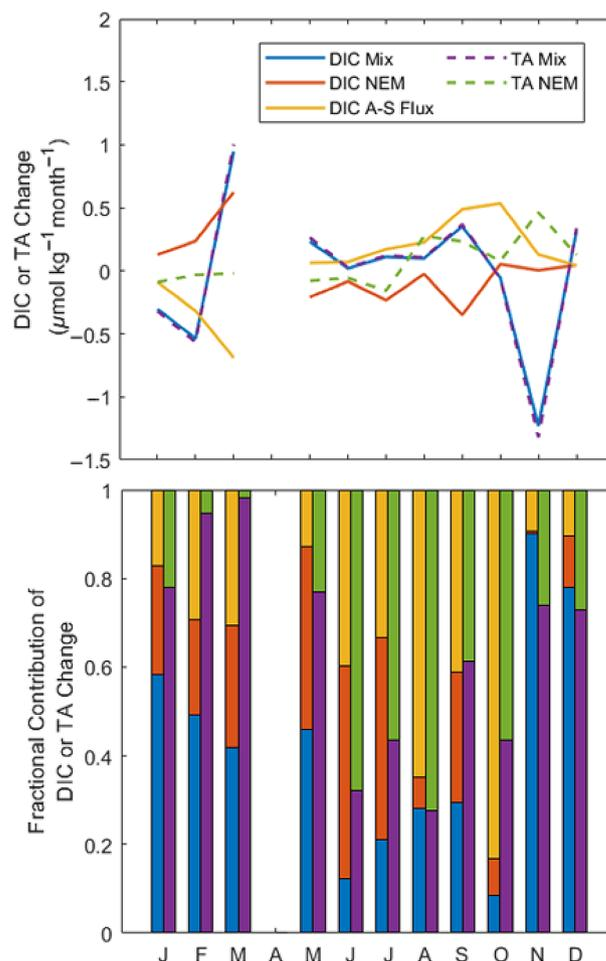 2
1.5
1
0.5
0
−0.5
−1
−1.5
DIC or TA Change
(µmol kg⁻¹ month⁻¹)
DIC Mix
TA Mix
DIC NEM
TA NEM
DIC A-S Flux
1
0.8
0.6
0.4
0.2
0
Fractional Contribution of
DIC or TA Change
J F M A M J J A S O N D